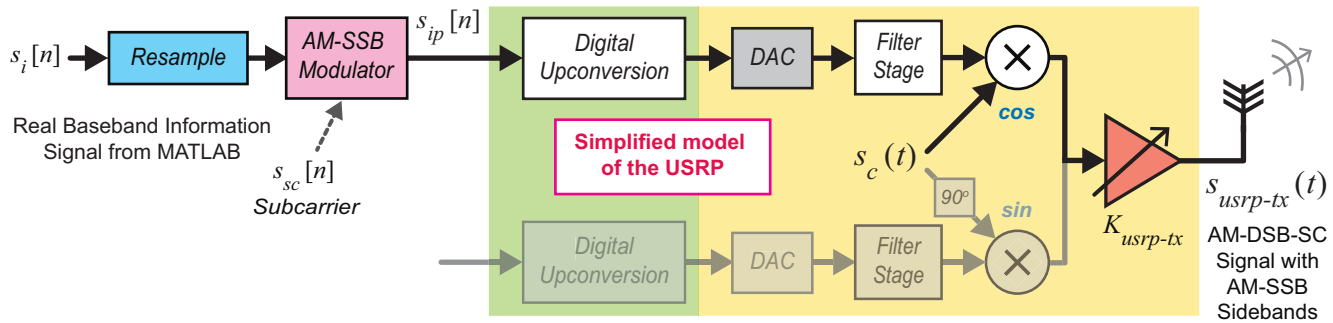 s_i[n]
Resample
AM-SSB
Modulator
s_ip[n]
Digital
Upconversion
DAC
Filter
Stage
cos
Real Baseband Information
Signal from MATLAB
s_sc[n]
Subcarrier
Simplified model
of the USRP
s_c(t)
90°
sin
K_usrp-tx
s_usrp-tx(t)
AM-DSB-SC
Signal with
AM-SSB
Sidebands
Digital
Upconversion
DAC
Filter
Stage